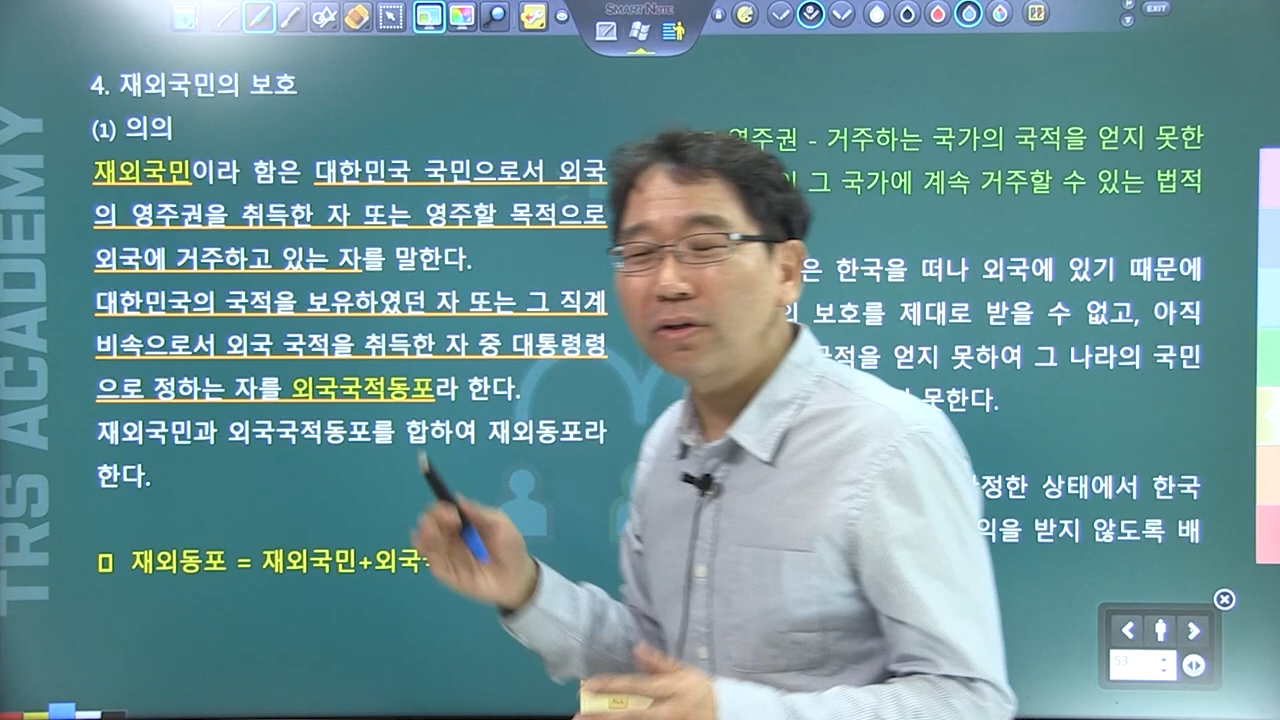 SMART NOTE
EXIT
4. 재외국민의 보호
(1) 의의
재외국민이라 함은 대한민국 국민으로서 외국
의 영주권을 취득한 자 또는 영주할 목적으로
외국에 거주하고 있는 자를 말한다.
대한민국의 국적을 보유하였던 자 또는 그 직계
비속으로서 외국 국적을 취득한 자 중 대통령령
으로 정하는 자를 외국국적동포라 한다.
재외국민과 외국국적동포를 합하여 재외동포라
한다.
재외동포 = 재외국민+외국
영주권 - 거주하는 국가의 국적을 얻지 못한
그 국가에 계속 거주할 수 있는 법적
은 한국을 떠나 외국에 있기 때문에
보호를 제대로 받을 수 없고, 아직
국적을 얻지 못하여 그 나라의 국민
못한다.
상태에서 한국
받지 않도록 배
53
ALL
TRS ACADEMY